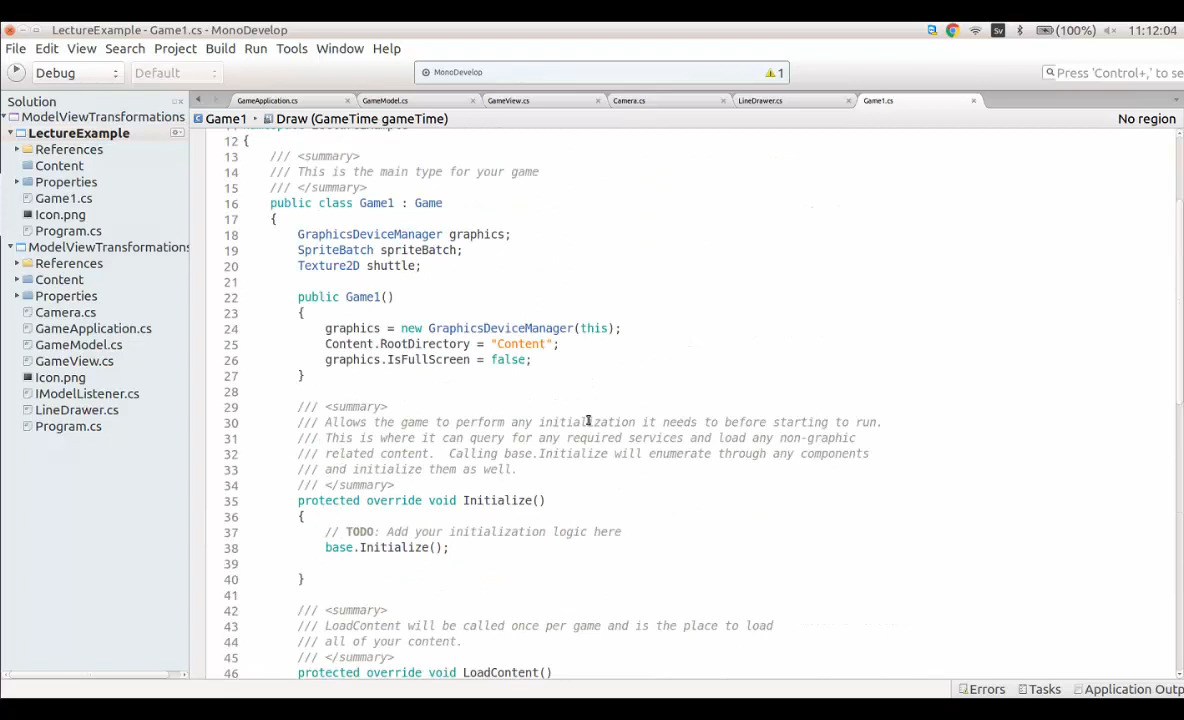 LectureExample - Game1.cs - MonoDevelop
Sv (100%) 11:12:04
File Edit View Search Project Build Run Tools Window Help
Debug Default MonoDevelop 1 Press 'Control+,' to se
Solution
GameApplication.cs GameModel.cs GameView.cs Camera.cs LineDrawer.cs Game1.cs
Game1 Draw (GameTime gameTime) No region
ModelViewTransformations
LectureExample
References
Content
Properties
Game1.cs
Icon.png
Program.cs
ModelViewTransformations
References
Content
Properties
Camera.cs
GameApplication.cs
GameModel.cs
GameView.cs
Icon.png
IModelListener.cs
LineDrawer.cs
Program.cs
12 {
13 /// <summary>
14 /// This is the main type for your game
15 /// </summary>
16 public class Game1 : Game
17 {
18 GraphicsDeviceManager graphics;
19 SpriteBatch spriteBatch;
20 Texture2D shuttle;
21
22 public Game1()
23 {
24 graphics = new GraphicsDeviceManager(this);
25 Content.RootDirectory = "Content";
26 graphics.IsFullScreen = false;
27 }
28
29 /// <summary>
30 /// Allows the game to perform any initialization it needs to before starting to run.
31 /// This is where it can query for any required services and load any non-graphic
32 /// related content.  Calling base.Initialize will enumerate through any components
33 /// and initialize them as well.
34 /// </summary>
35 protected override void Initialize()
36 {
37 // TODO: Add your initialization logic here
38 base.Initialize();
39
40 }
41
42 /// <summary>
43 /// LoadContent will be called once per game and is the place to load
44 /// all of your content.
45 /// </summary>
46 protected override void LoadContent()
Errors Tasks Application Outp